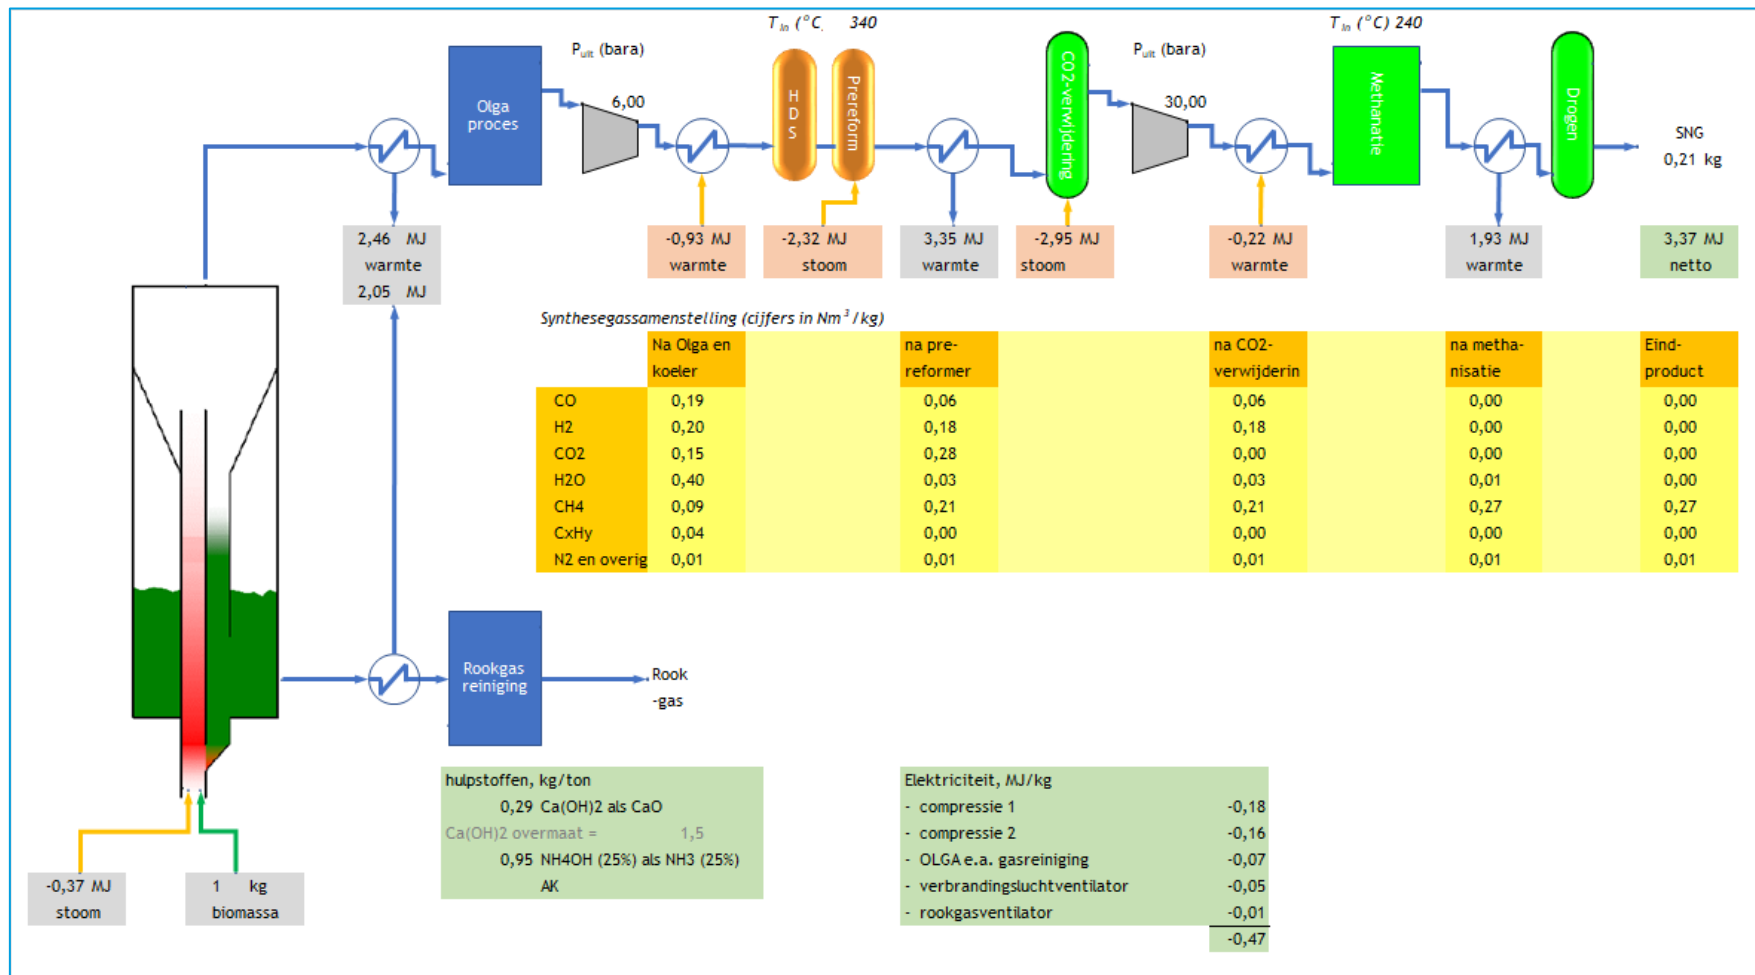 T in (°C. 340
T in (°C) 240
P uit (bara)
P uit (bara)
Olga
proces
6,00
HDS
Prereform
CO2-verwijdering
30,00
Methanatie
Drogen
SNG
0,21 kg
2,46 MJ
warmte
2,05 MJ
-0,93 MJ
warmte
-2,32 MJ
stoom
3,35 MJ
warmte
-2,95 MJ
stoom
-0,22 MJ
warmte
1,93 MJ
warmte
3,37 MJ
netto
Synthesegassamenstelling (cijfers in Nm³/kg)
Na Olga en koeler na pre-reformer na CO2-verwijderin na metha-nisatie Eind-product
CO 0,19 0,06 0,06 0,00 0,00
H2 0,20 0,18 0,18 0,00 0,00
CO2 0,15 0,28 0,00 0,00 0,00
H2O 0,40 0,03 0,03 0,01 0,00
CH4 0,09 0,21 0,21 0,27 0,27
CxHy 0,04 0,00 0,00 0,00 0,00
N2 en overig 0,01 0,01 0,01 0,01 0,01
Rookgas
reiniging
Rook
-gas
hulpstoffen, kg/ton
0,29 Ca(OH)2 als CaO
Ca(OH)2 overmaat = 1,5
0,95 NH4OH (25%) als NH3 (25%)
AK
Elektriciteit, MJ/kg
- compressie 1 -0,18
- compressie 2 -0,16
- OLGA e.a. gasreiniging -0,07
- verbrandingsluchtventilator -0,05
- rookgasventilator -0,01
-0,47
-0,37 MJ
stoom
1 kg
biomassa